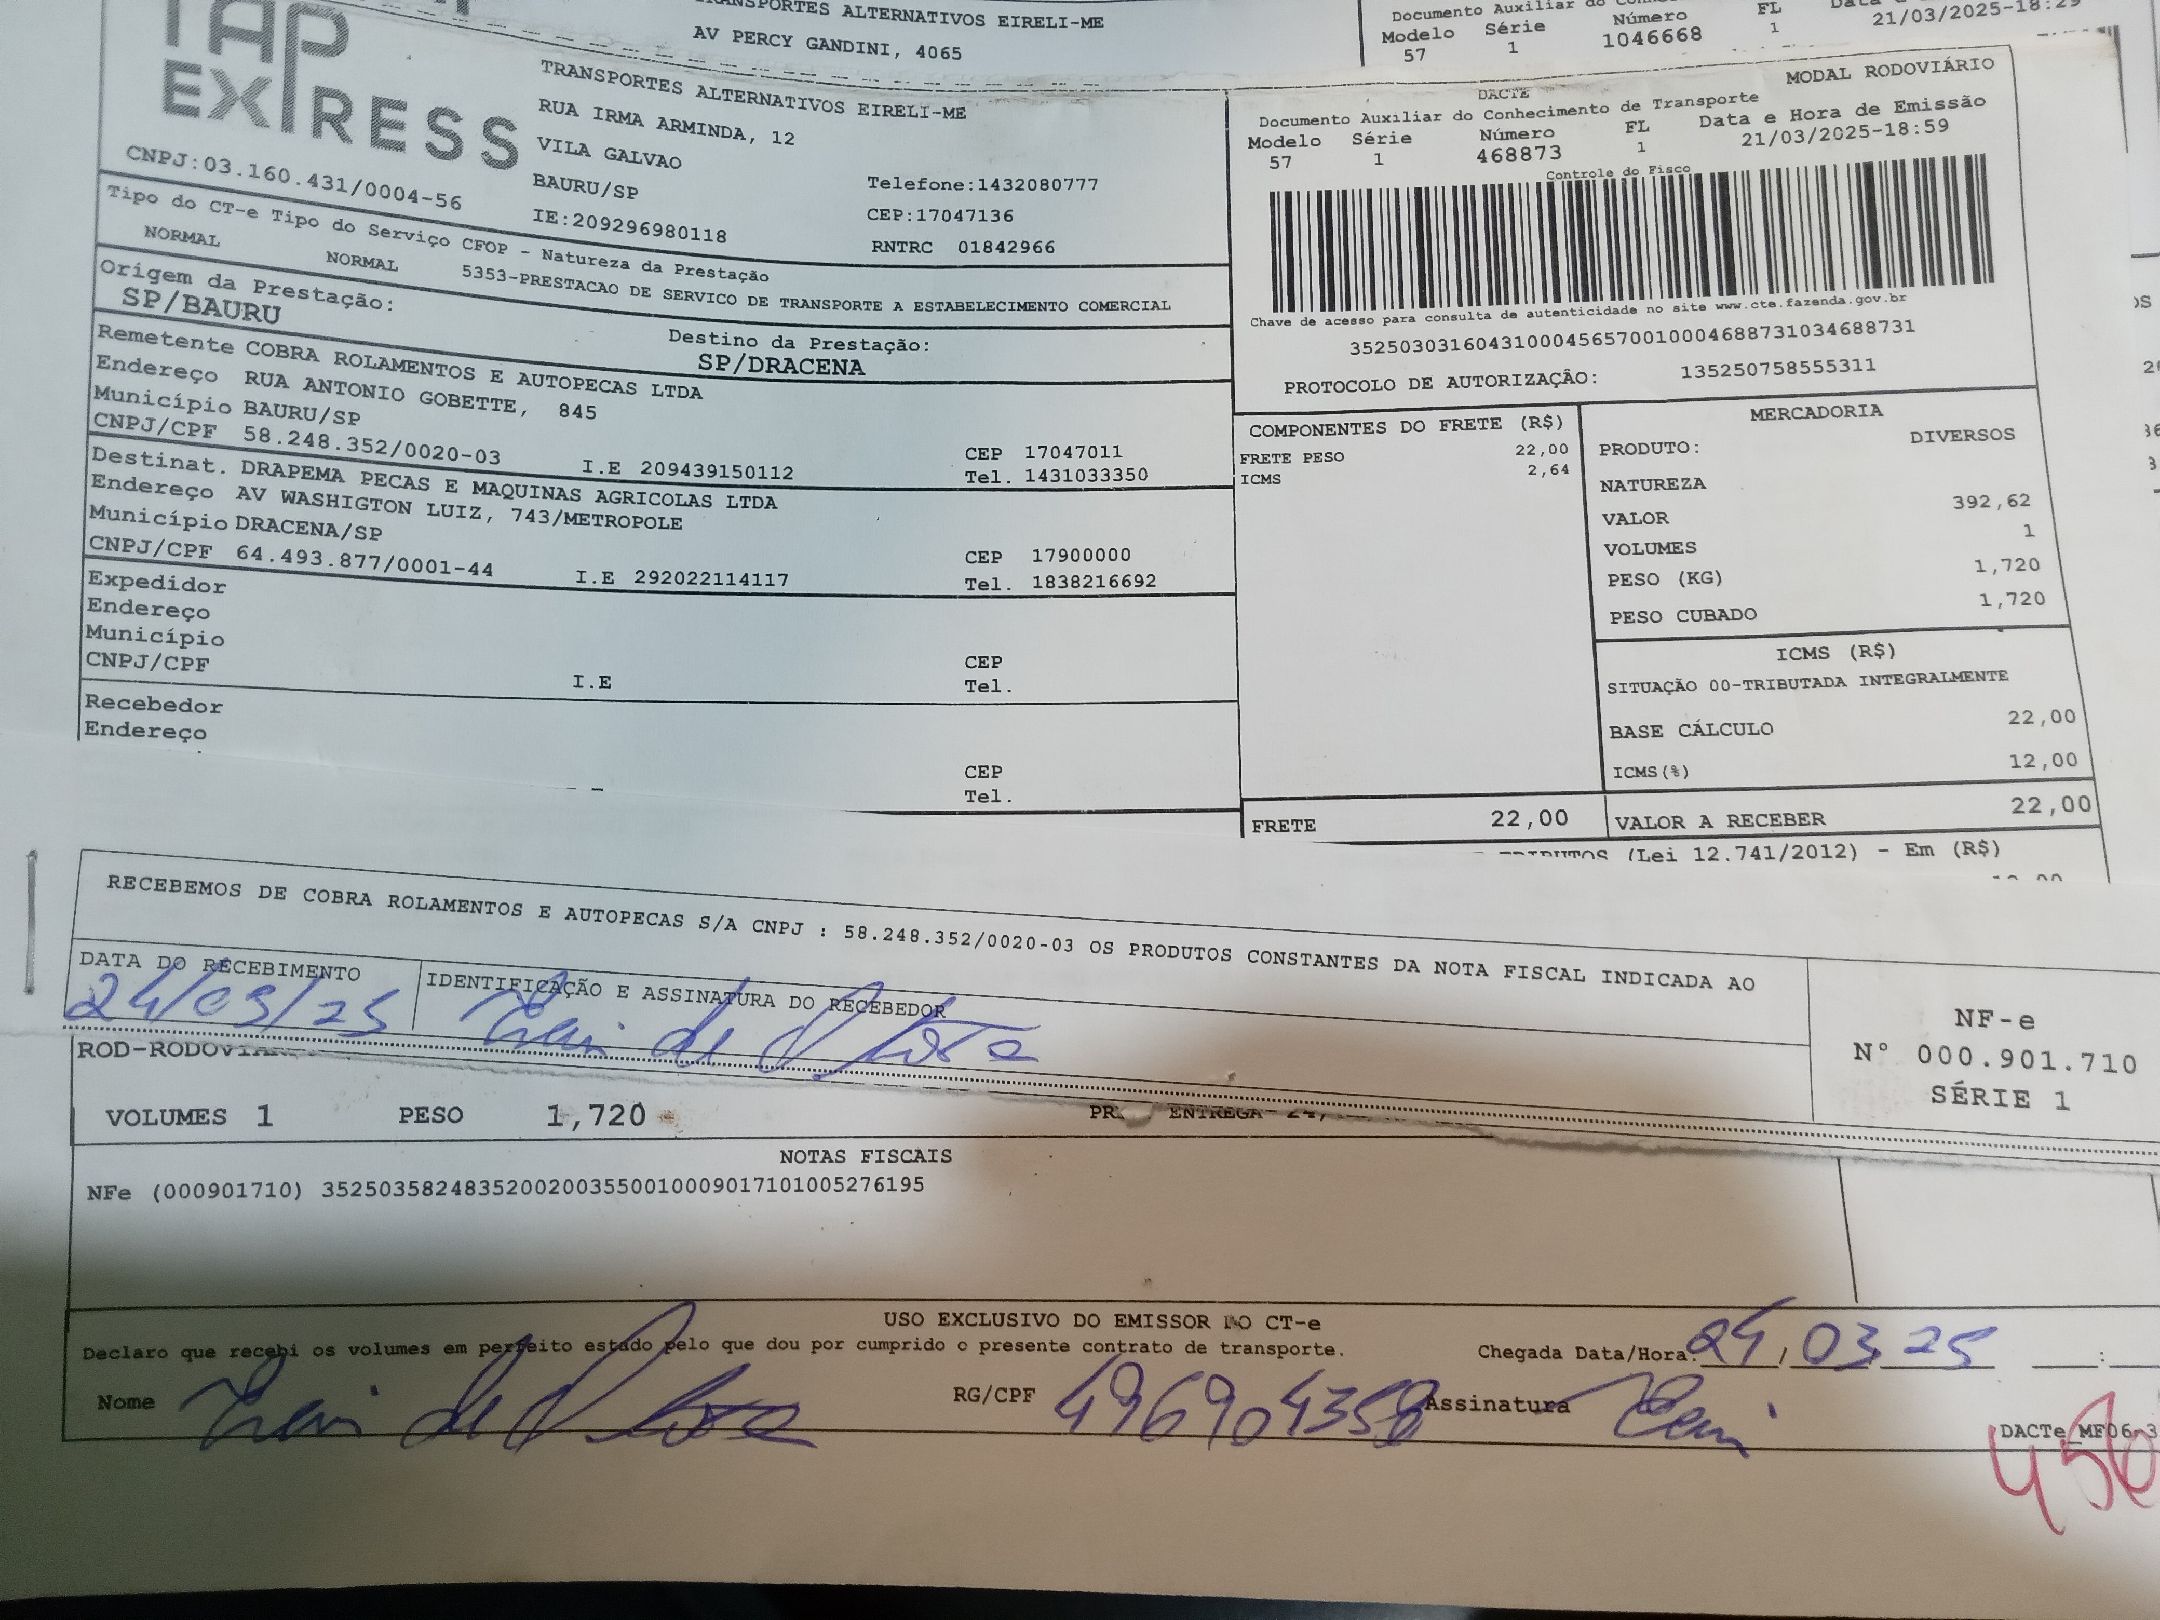 TRANSPORTES ALTERNATIVOS EIRELI-ME
AV PERCY GANDINI, 4065
Modelo Série Número FL
57 1 1046668 1 21/03/2025-18:29
TAP
EXPRESS
CNPJ:03.160.431/0004-56
TRANSPORTES ALTERNATIVOS EIRELI-ME
RUA IRMA ARMINDA, 12
VILA GALVAO
BAURU/SP
IE:209296980118
Telefone:1432080777
CEP:17047136
RNTRC 01842966
Tipo do CT-e Tipo do Serviço CFOP - Natureza da Prestação
NORMAL NORMAL 5353-PRESTACAO DE SERVICO DE TRANSPORTE A ESTABELECIMENTO COMERCIAL
Origem da Prestação:
SP/BAURU
Destino da Prestação:
SP/DRACENA
Remetente COBRA ROLAMENTOS E AUTOPECAS LTDA
Endereço RUA ANTONIO GOBETTE, 845
Município BAURU/SP CEP 17047011
CNPJ/CPF 58.248.352/0020-03 I.E 209439150112 Tel. 1431033350
Destinat. DRAPEMA PECAS E MAQUINAS AGRICOLAS LTDA
Endereço AV WASHIGTON LUIZ, 743/METROPOLE
Município DRACENA/SP CEP 17900000
CNPJ/CPF 64.493.877/0001-44 I.E 292022114117 Tel. 1838216692
Expedidor
Endereço
Município CEP
CNPJ/CPF I.E Tel.
Recebedor
Endereço
CEP
Tel.
MODAL RODOVIÁRIO
DACTE
Documento Auxiliar do Conhecimento de Transporte
Modelo Série Número FL Data e Hora de Emissão
57 1 468873 1 21/03/2025-18:59
Controle do Fisco
Chave de acesso para consulta de autenticidade no site www.cte.fazenda.gov.br
35250303160431000456570010004688731034688731
PROTOCOLO DE AUTORIZAÇÃO: 135250758555311
COMPONENTES DO FRETE (R$)
FRETE PESO 22,00
ICMS 2,64
MERCADORIA
PRODUTO: DIVERSOS
NATUREZA
VALOR 392,62
VOLUMES 1
PESO (KG) 1,720
PESO CUBADO 1,720
ICMS (R$)
SITUAÇÃO 00-TRIBUTADA INTEGRALMENTE
BASE CÁLCULO 22,00
ICMS(%) 12,00
FRETE 22,00 VALOR A RECEBER 22,00
TRIBUTOS (Lei 12.741/2012) - Em (R$)
RECEBEMOS DE COBRA ROLAMENTOS E AUTOPECAS S/A CNPJ : 58.248.352/0020-03 OS PRODUTOS CONSTANTES DA NOTA FISCAL INDICADA AO
DATA DO RECEBIMENTO IDENTIFICAÇÃO E ASSINATURA DO RECEBEDOR
24/03/25
NF-e
N° 000.901.710
SÉRIE 1
VOLUMES 1 PESO 1,720 ENTREGA
NOTAS FISCAIS
NFe (000901710) 35250358248352002003550010009017101005276195
USO EXCLUSIVO DO EMISSOR DO CT-e
Declaro que recebi os volumes em perfeito estado pelo que dou por cumprido o presente contrato de transporte. Chegada Data/Hora: 24/03 25 :
Nome RG/CPF 496904358 Assinatura
DACTe_MF06-3